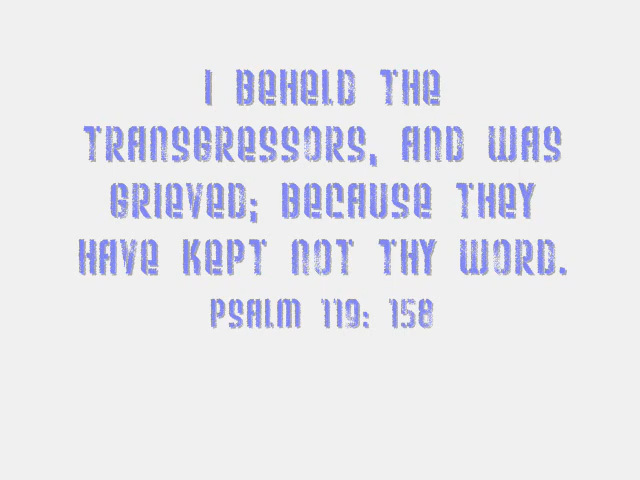 I BEHELD THE
TRANSGRESSORS, AND WAS
GRIEVED; BECAUSE THEY
HAVE KEPT NOT THY WORD.
PSALM 119: 158